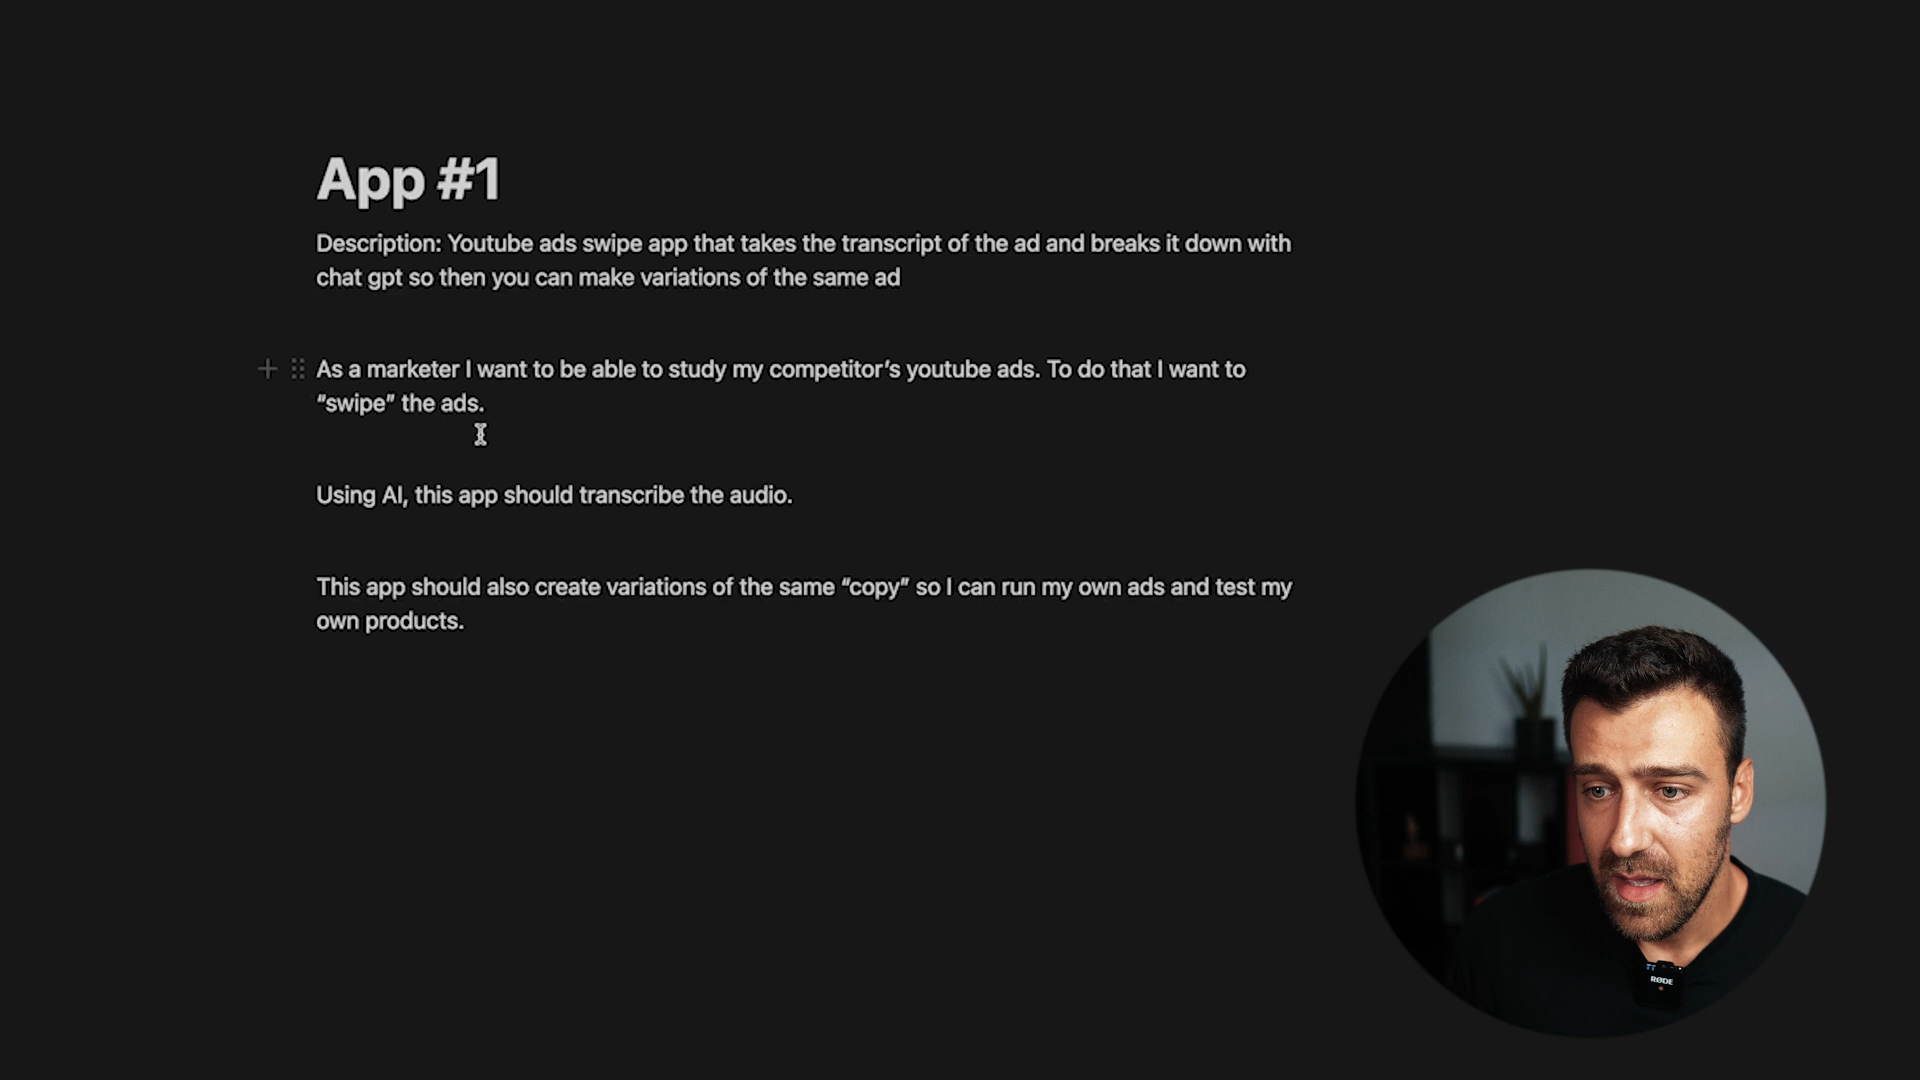 App #1
Description: Youtube ads swipe app that takes the transcript of the ad and breaks it down with
chat gpt so then you can make variations of the same ad
As a marketer I want to be able to study my competitor’s youtube ads. To do that I want to
“swipe” the ads.
Using AI, this app should transcribe the audio.
This app should also create variations of the same “copy” so I can run my own ads and test my
own products.
RØDE